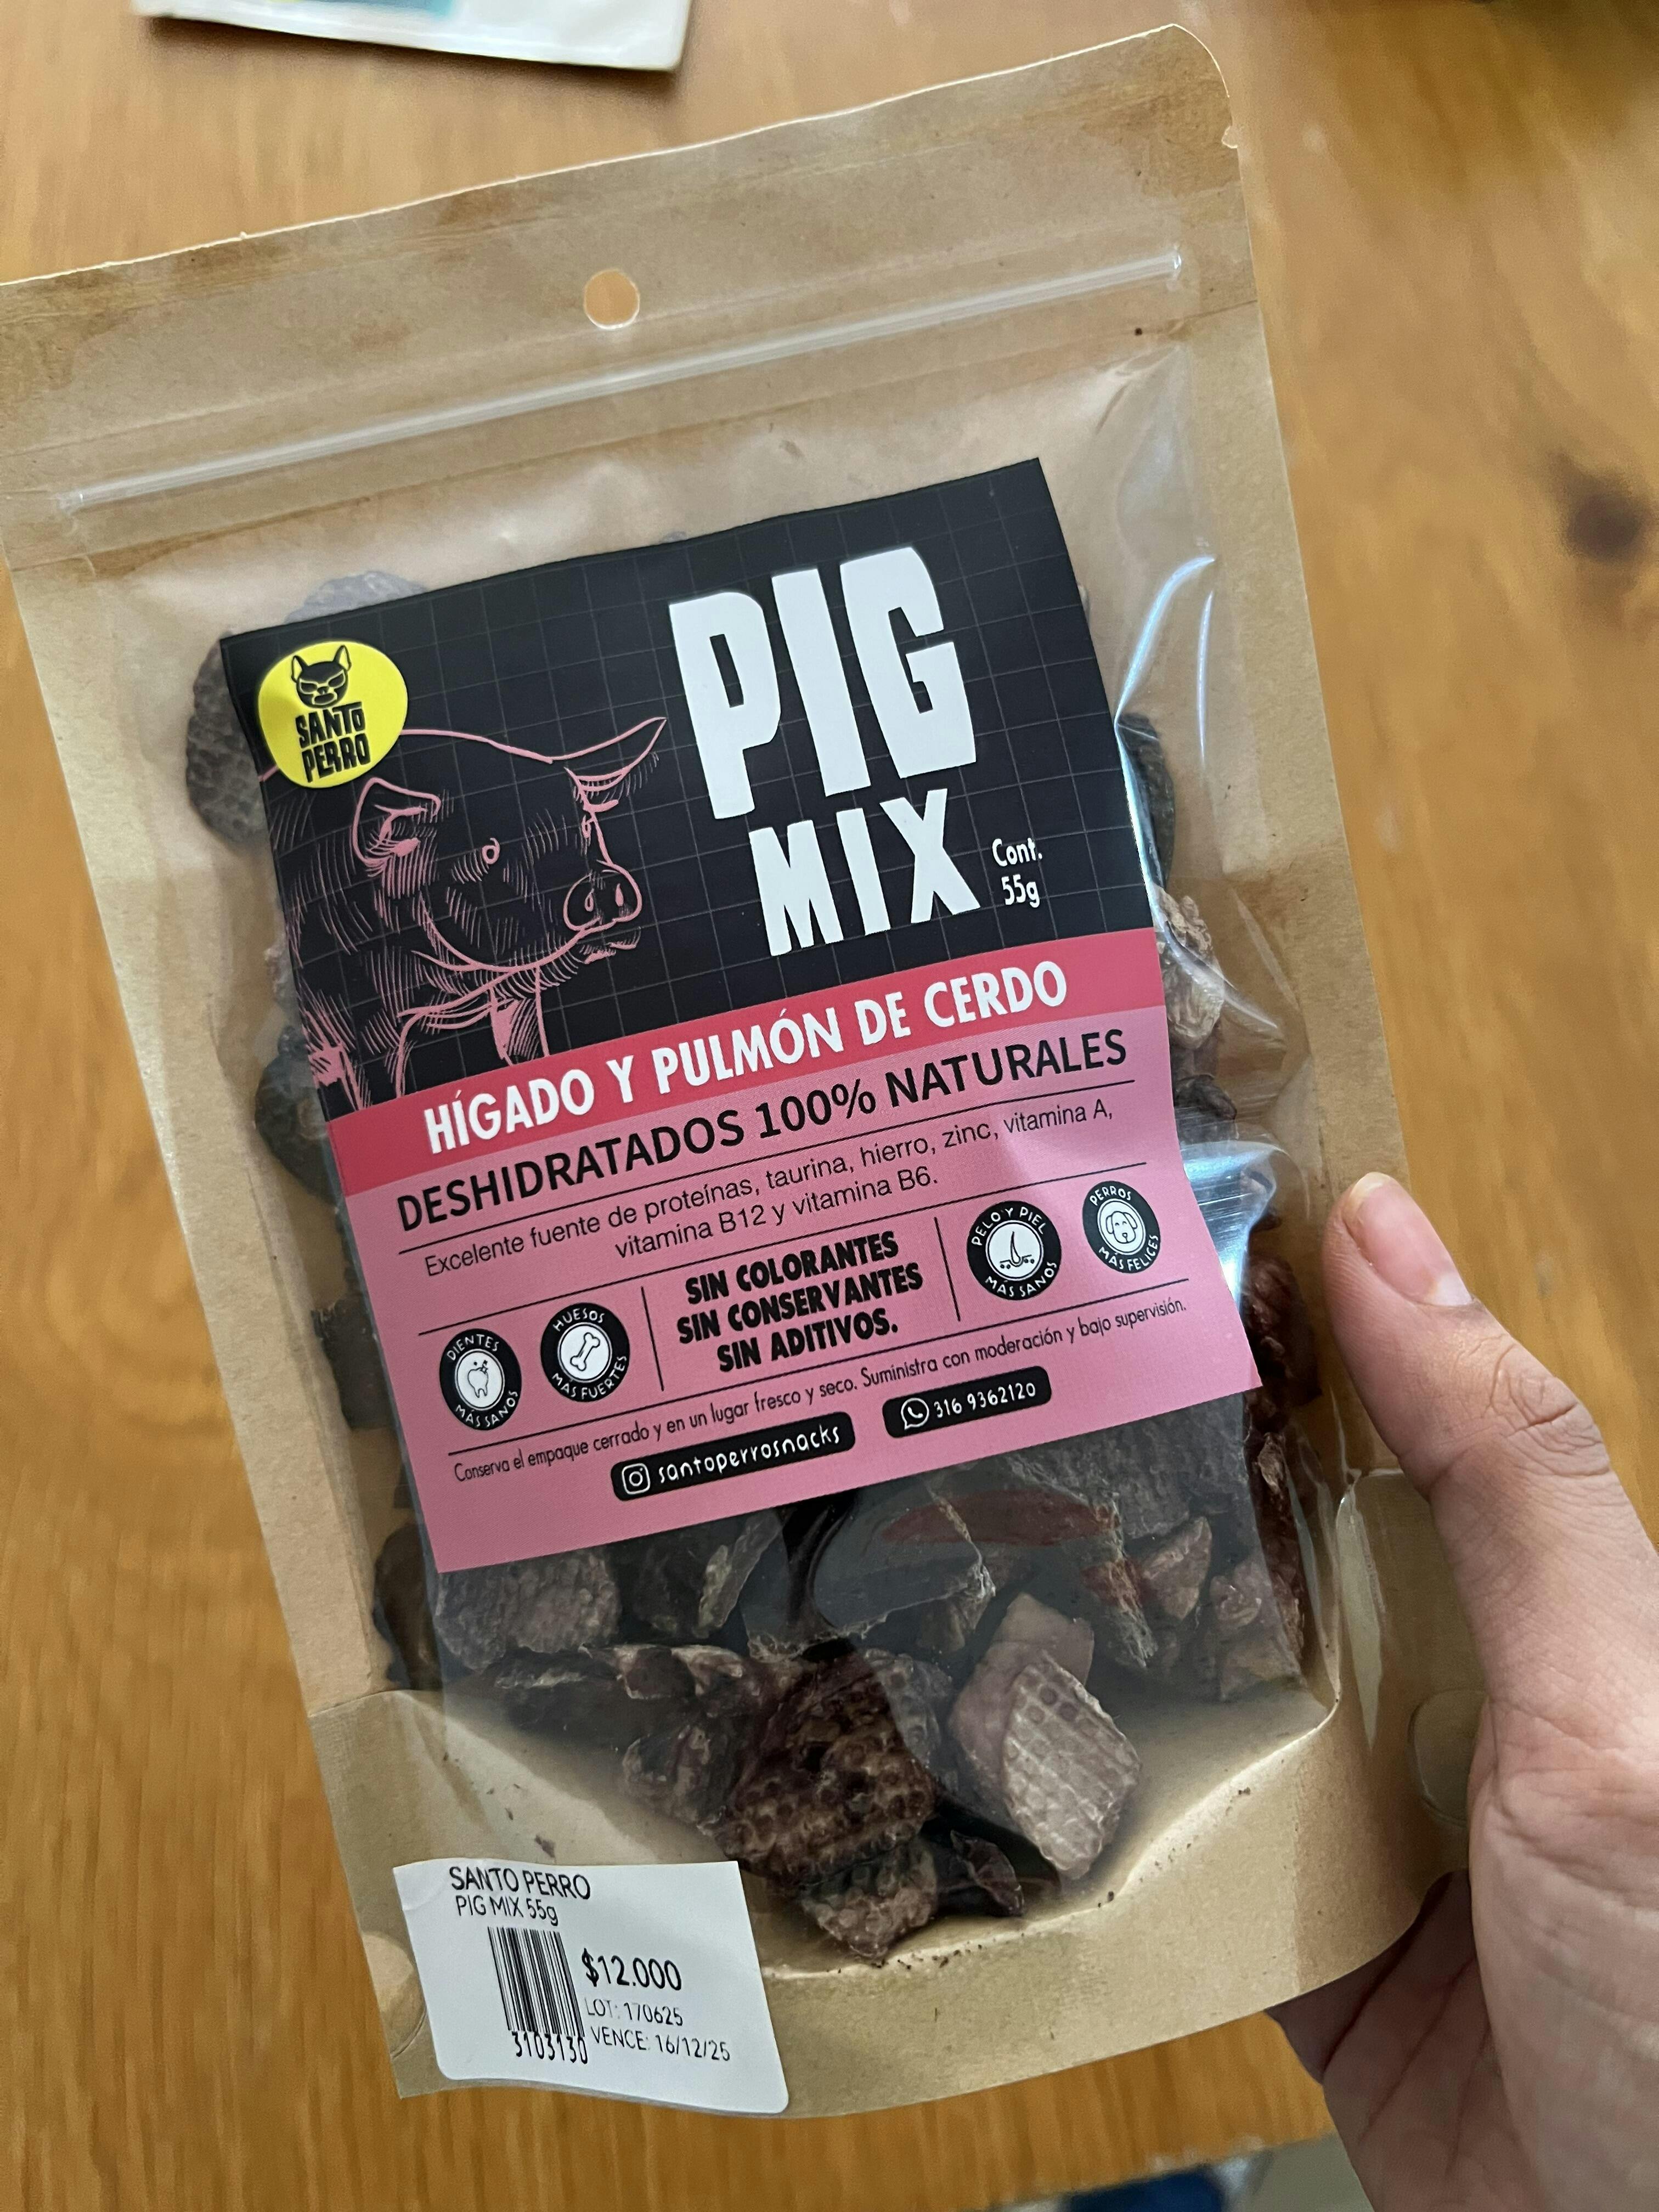 SANTO
PERRO
PIG
MIX
Cont.
55g
HÍGADO Y PULMÓN DE CERDO
DESHIDRATADOS 100% NATURALES
Excelente fuente de proteínas, taurina, hierro, zinc, vitamina A,
vitamina B12 y vitamina B6.
DIENTES
MÁS SANOS
HUESOS
MÁS FUERTES
SIN COLORANTES
SIN CONSERVANTES
SIN ADITIVOS.
PELO Y PIEL
MÁS SANOS
PERROS
MÁS FELICES
Conserva el empaque cerrado y en un lugar fresco y seco. Suministra con moderación y bajo supervisión.
santoperrosnacks
316 9362120
SANTO PERRO
PIG MIX 55g
$12.000
LOT: 170625
VENCE: 16/12/25
3103130